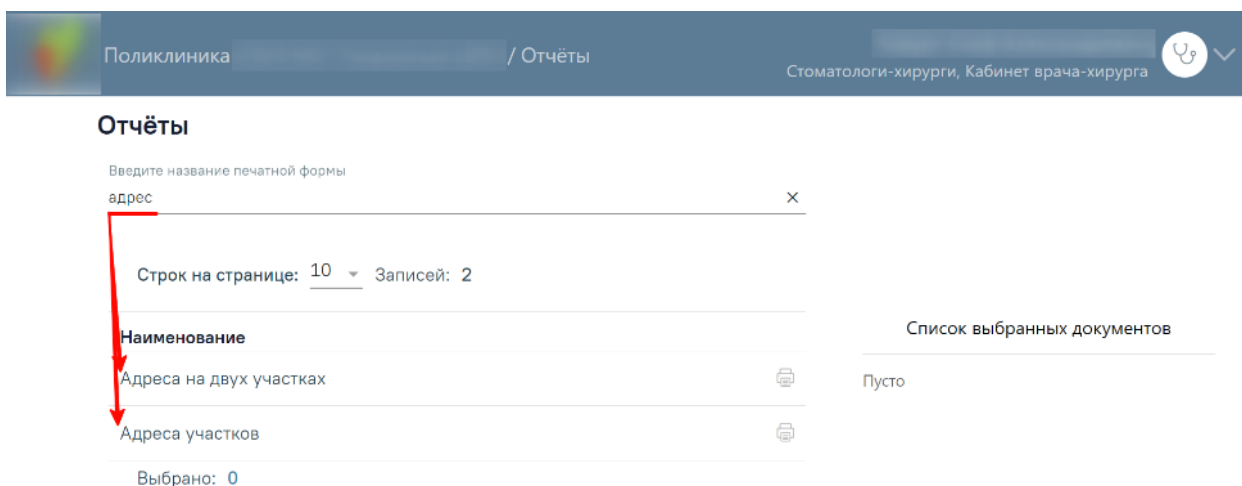 Поликлиника / Отчёты
Стоматологи-хирурги, Кабинет врача-хирурга
Отчёты
Введите название печатной формы
адрес
Строк на странице: 10 Записей: 2
Наименование
Адреса на двух участках
Адреса участков
Выбрано: 0
Список выбранных документов
Пусто